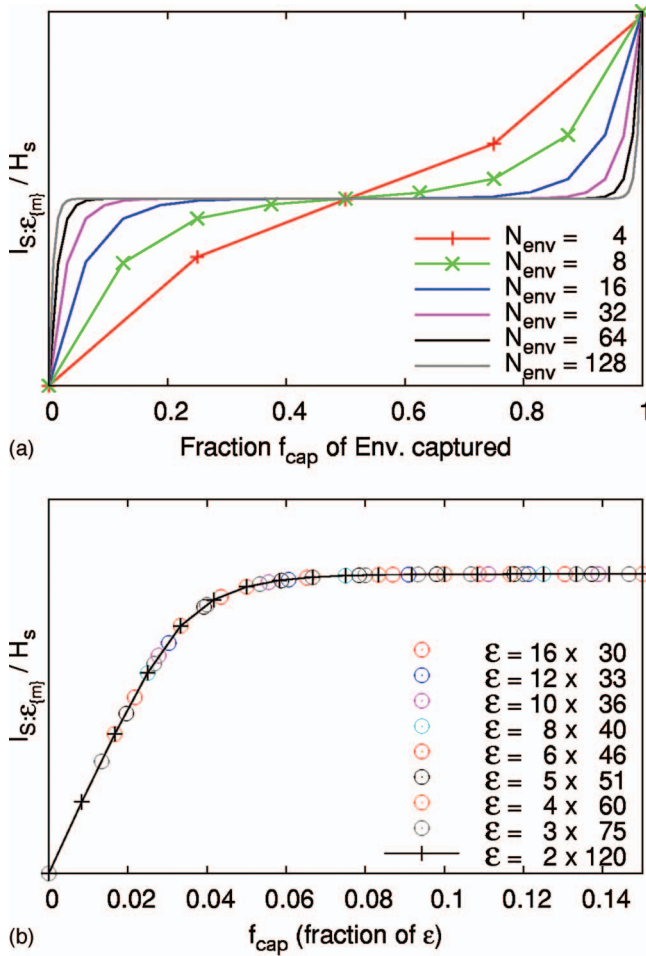 I_{S:ε_{m}} / H_S
N_env = 4
N_env = 8
N_env = 16
N_env = 32
N_env = 64
N_env = 128
0 0.2 0.4 0.6 0.8 1
(a) Fraction f_cap of Env. captured
I_{S:ε_{m}} / H_S
ε = 16 x 30
ε = 12 x 33
ε = 10 x 36
ε = 8 x 40
ε = 6 x 46
ε = 5 x 51
ε = 4 x 60
ε = 3 x 75
ε = 2 x 120
0 0.02 0.04 0.06 0.08 0.1 0.12 0.14
(b) f_cap (fraction of ε)